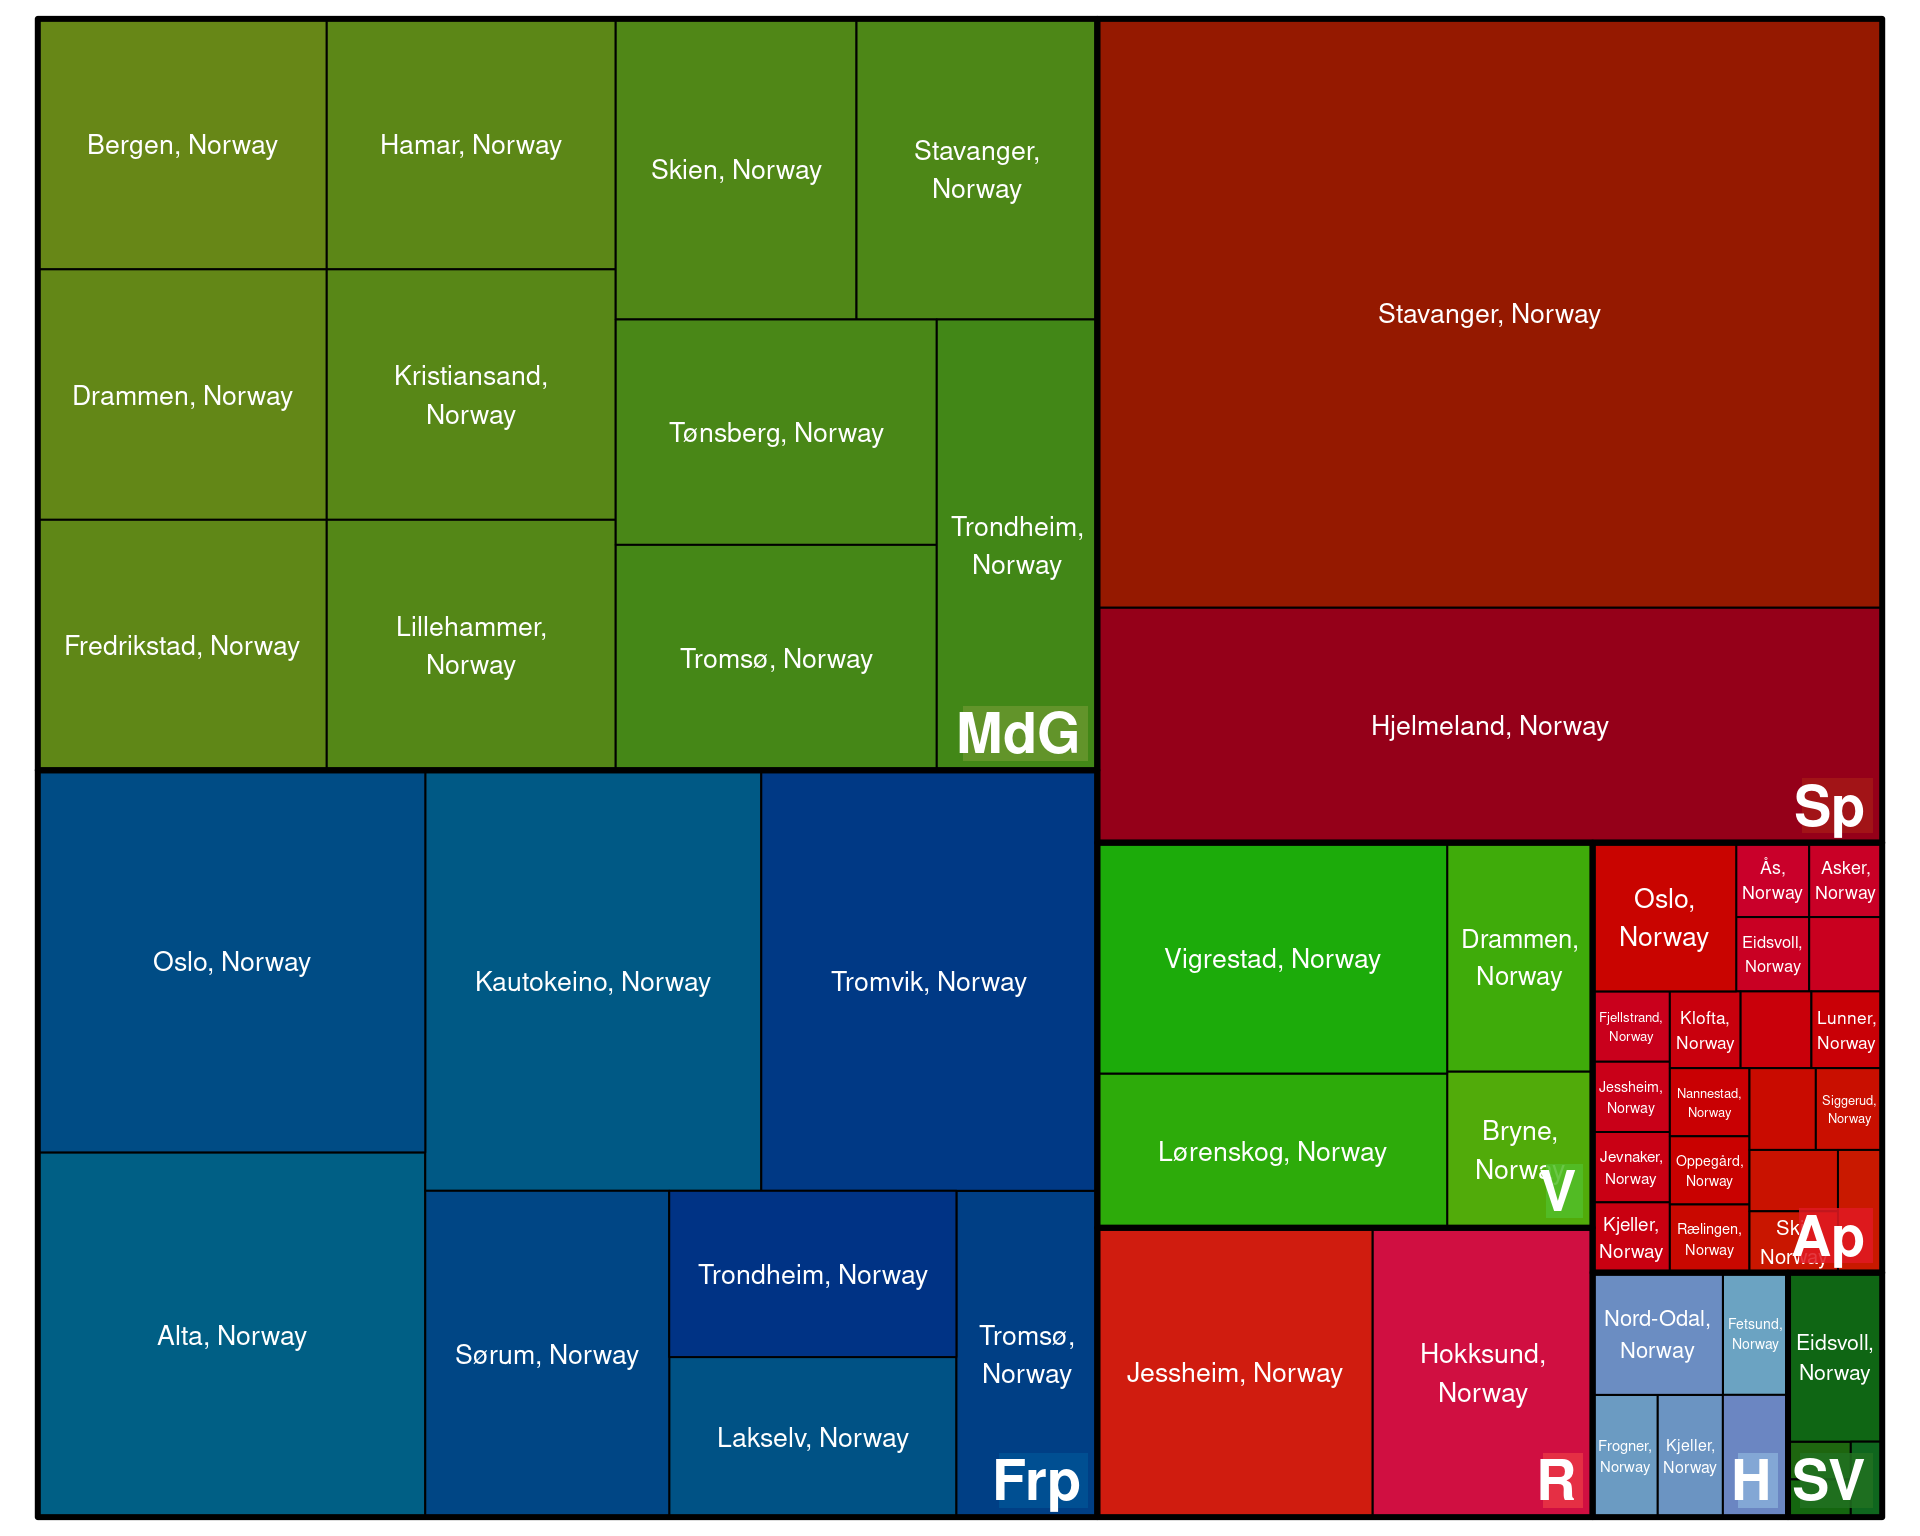 Bergen, Norway
Hamar, Norway
Skien, Norway
Stavanger,
Norway
Drammen, Norway
Kristiansand,
Norway
Tønsberg, Norway
Trondheim,
Norway
Fredrikstad, Norway
Lillehammer,
Norway
Tromsø, Norway
MdG
Stavanger, Norway
Hjelmeland, Norway
Sp
Oslo, Norway
Kautokeino, Norway
Tromvik, Norway
Alta, Norway
Sørum, Norway
Trondheim, Norway
Lakselv, Norway
Tromsø,
Norway
Frp
Vigrestad, Norway
Drammen,
Norway
Lørenskog, Norway
Bryne,
Norway
V
Jessheim, Norway
Hokksund,
Norway
R
Oslo,
Norway
Ås,
Norway
Asker,
Norway
Eidsvoll,
Norway
Fjellstrand,
Norway
Klofta,
Norway
Lunner,
Norway
Jessheim,
Norway
Nannestad,
Norway
Siggerud,
Norway
Jevnaker,
Norway
Oppegård,
Norway
Kjeller,
Norway
Rælingen,
Norway
Norway
Ap
Nord-Odal,
Norway
Fetsund,
Norway
Frogner,
Norway
Kjeller,
Norway
H
Eidsvoll,
Norway
SV